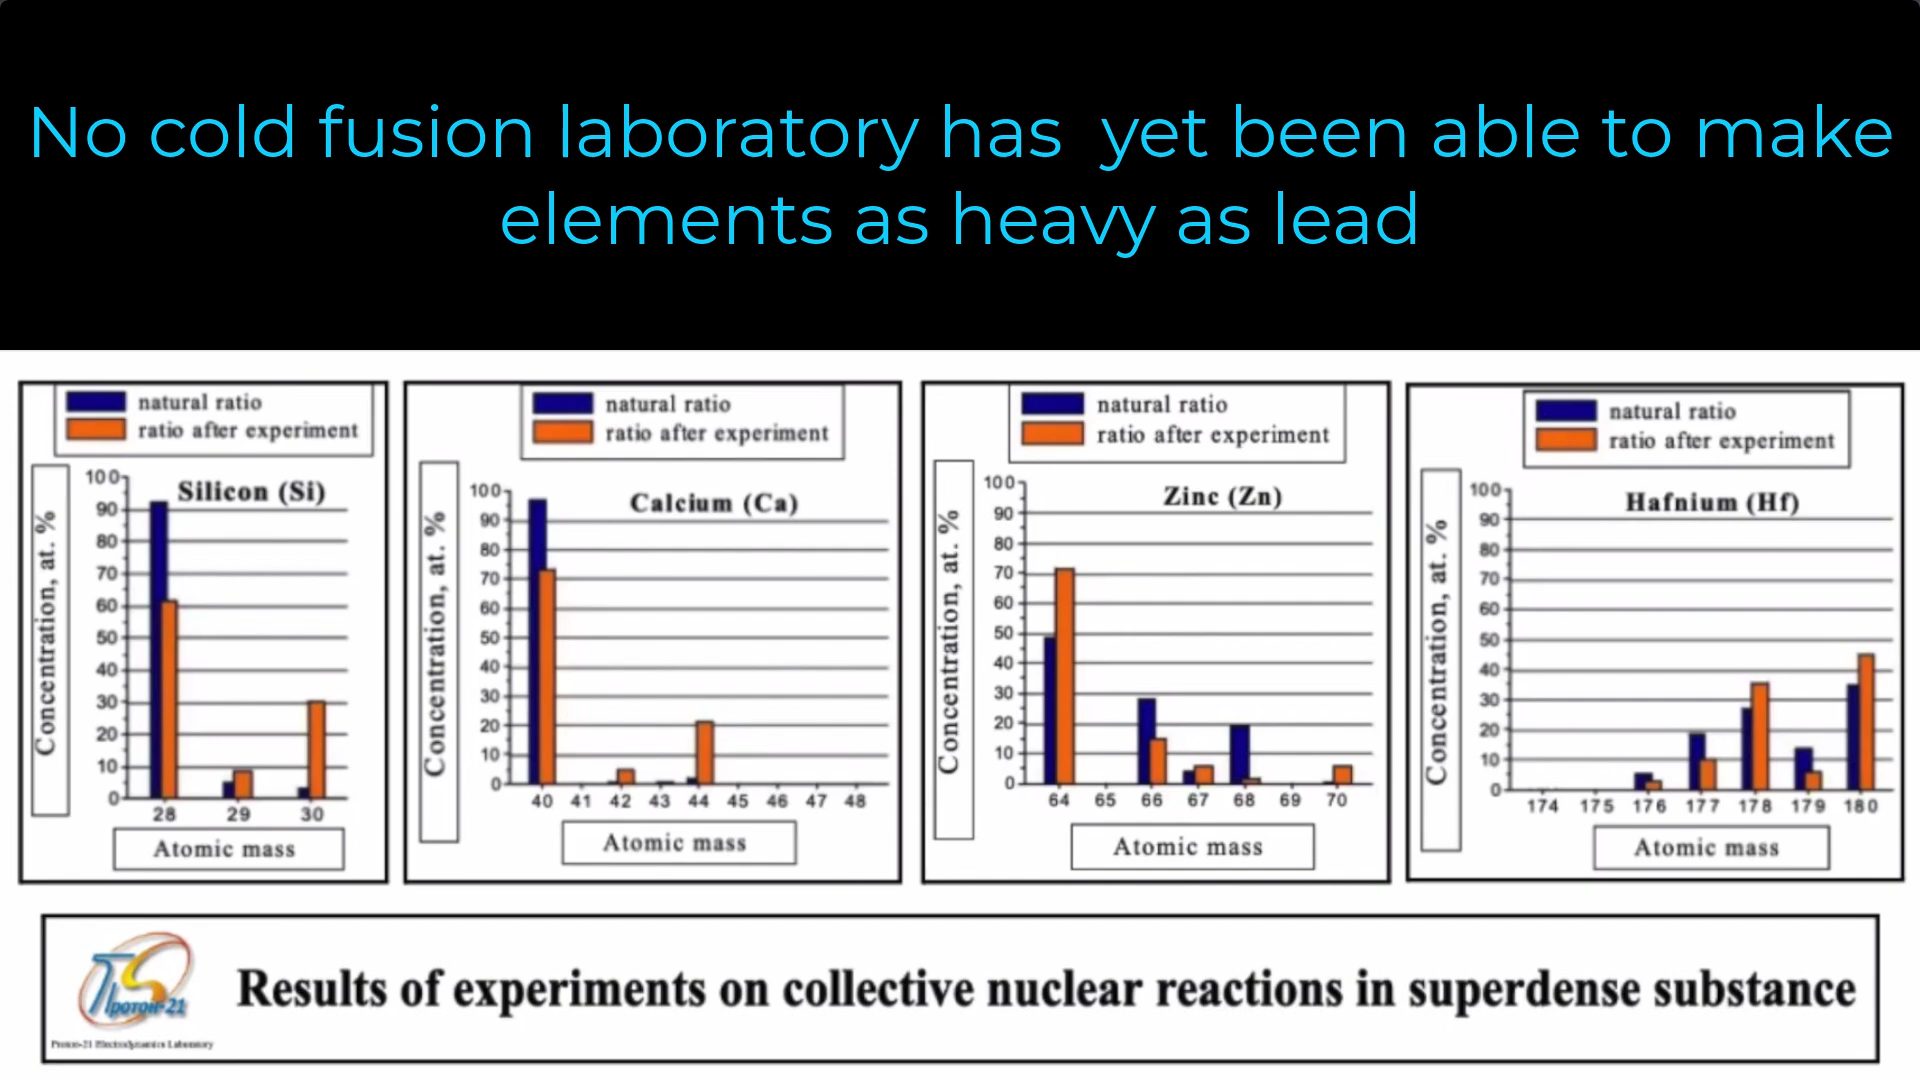 No cold fusion laboratory has  yet been able to make
elements as heavy as lead
natural ratio
ratio after experiment
Concentration, at. %
Silicon (Si)
100
90
80
70
60
50
40
30
20
10
0
28 29 30
Atomic mass
natural ratio
ratio after experiment
Concentration, at. %
Calcium (Ca)
100
90
80
70
60
50
40
30
20
10
0
40 41 42 43 44 45 46 47 48
Atomic mass
natural ratio
ratio after experiment
Concentration, at. %
Zinc (Zn)
100
90
80
70
60
50
40
30
20
10
0
64 65 66 67 68 69 70
Atomic mass
natural ratio
ratio after experiment
Concentration, at. %
Hafnium (Hf)
100
90
80
70
60
50
40
30
20
10
0
174 175 176 177 178 179 180
Atomic mass
Протон-21
Proton-21 Electrodynamics Laboratory
Results of experiments on collective nuclear reactions in superdense substance